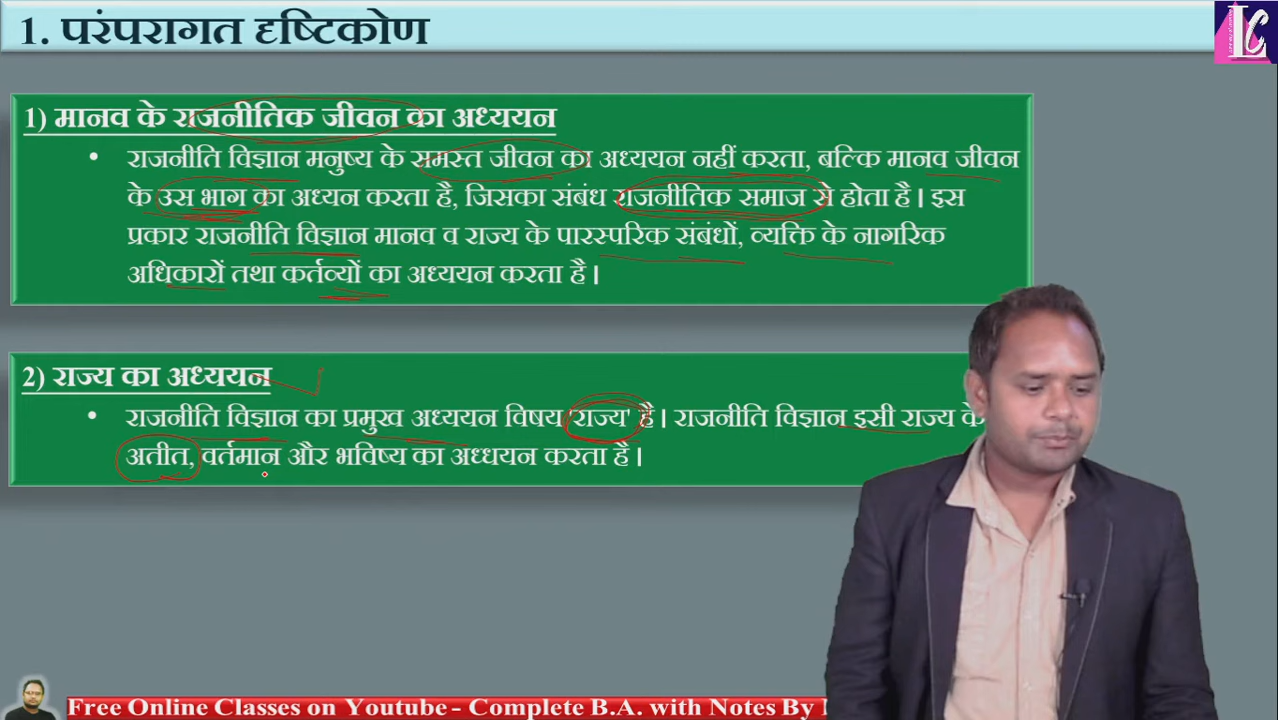 1. परंपरागत दृष्टिकोण
LC
1) मानव के राजनीतिक जीवन का अध्ययन
• राजनीति विज्ञान मनुष्य के समस्त जीवन का अध्ययन नहीं करता, बल्कि मानव जीवन
के उस भाग का अध्यन करता है, जिसका संबंध राजनीतिक समाज से होता है। इस
प्रकार राजनीति विज्ञान मानव व राज्य के पारस्परिक संबंधों, व्यक्ति के नागरिक
अधिकारों तथा कर्तव्यों का अध्ययन करता है।
2) राज्य का अध्ययन
• राजनीति विज्ञान का प्रमुख अध्ययन विषय 'राज्य' है। राजनीति विज्ञान इसी राज्य के
अतीत, वर्तमान और भविष्य का अध्धयन करता है।
Free Online Classes on Youtube - Complete B.A. with Notes By